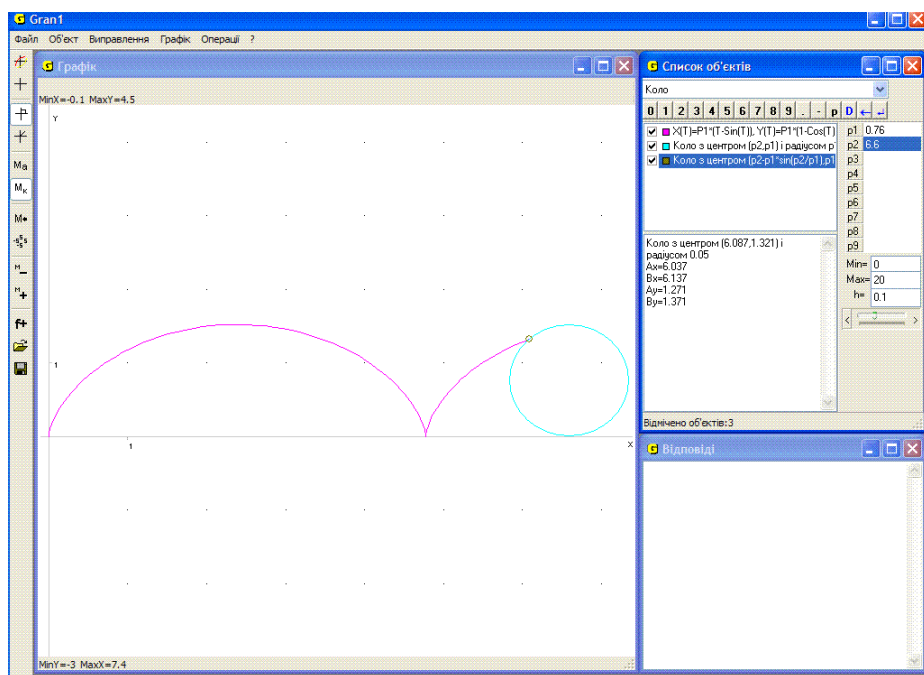 Gran1
Файл Об'єкт Виправлення Графік Операції ?
Графік
MinX=-0.1 MaxY=4.5
Y
1
1
X
MinY=-3 MaxX=7.4
Ma
Mк
M
M
M
f+
Список об'єктів
Коло
0 1 2 3 4 5 6 7 8 9 . - p D ← ↵
X(T)=P1*(T-Sin(T)), Y(T)=P1*(1-Cos(T)
Коло з центром (p2,p1) і радіусом p
Коло з центром (p2-p1*sin(p2/p1),p1
p1 0.76
p2 6.6
p3
p4
p5
p6
p7
p8
p9
Коло з центром (6.087,1.321) і
радіусом 0.05
Ax=6.037
Bx=6.137
Ay=1.271
By=1.371
Min= 0
Max= 20
h= 0.1
Відмічено об'єктів:3
Відповіді